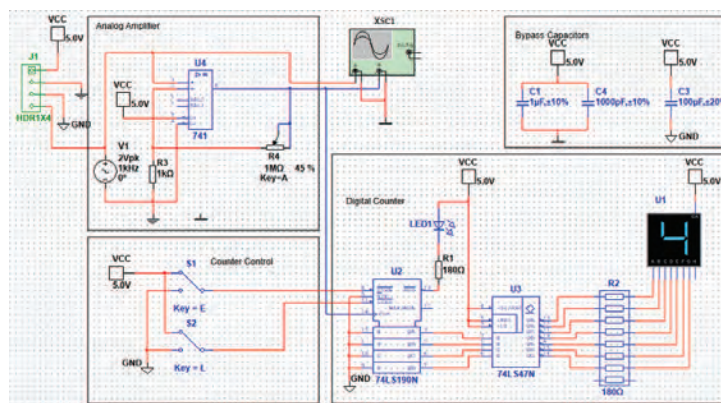 Analog Amplifier
XSC1
Bypass Capacitors
VCC
5.0V
J1
HDR1X4
GND
VCC
5.0V
U4
741
V1
2Vpk
1kHz
0°
R3
1kΩ
R4
1MΩ
45 %
Key=A
VCC
5.0V
C1
1µF,±10%
C4
1000pF,±10%
VCC
5.0V
C3
100µF,±20%
GND
Counter Control
VCC
5.0V
S1
Key = E
S2
Key = L
GND
Digital Counter
VCC
5.0V
LED1
R1
180Ω
U2
74LS190N
GND
U3
74LS47N
R2
180Ω
VCC
5.0V
U1
4